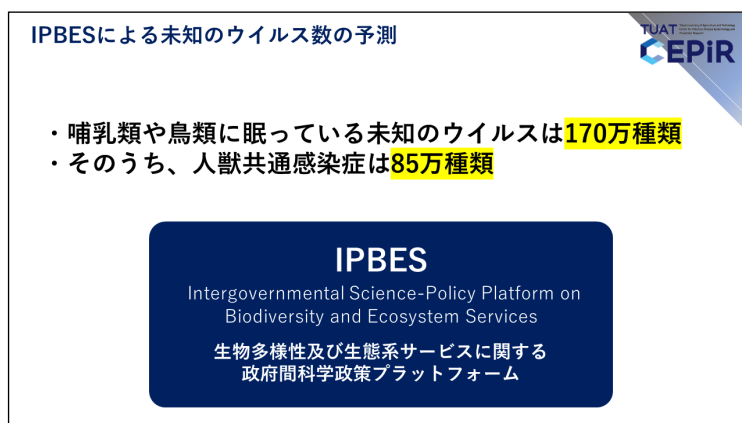 IPBESによる未知のウイルス数の予測
TUAT
CEPiR
・哺乳類や鳥類に眠っている未知のウイルスは170万種類
・そのうち、人獣共通感染症は85万種類
IPBES
Intergovernmental Science-Policy Platform on
Biodiversity and Ecosystem Services
生物多様性及び生態系サービスに関する
政府間科学政策プラットフォーム